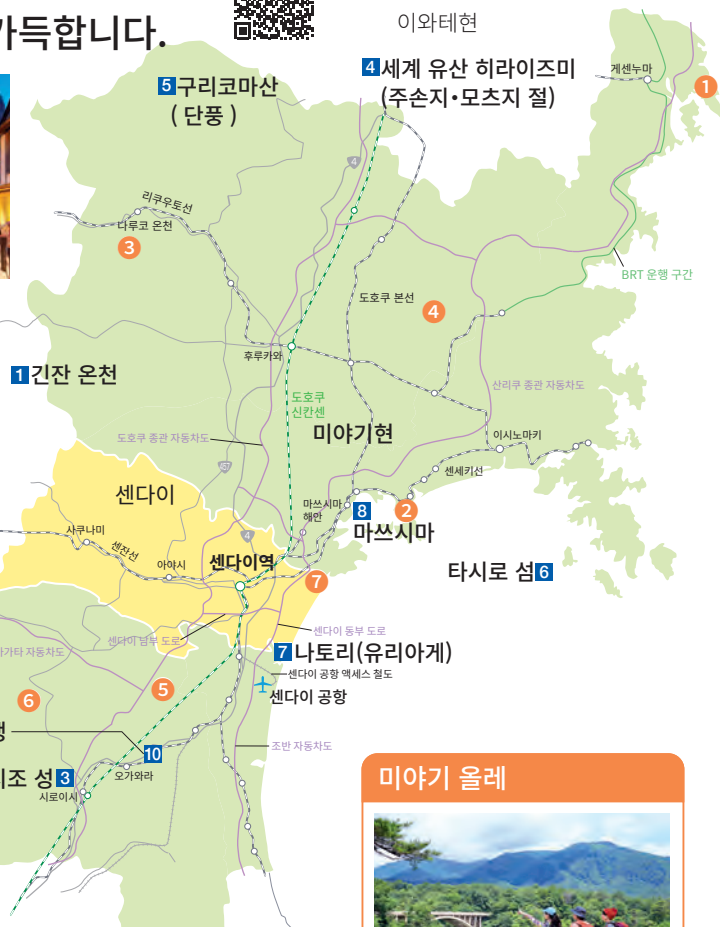 가득합니다.
이와테현
5 구리코마산
( 단풍 )
4 세계 유산 히라이즈미
(주손지•모츠지 절)
게센누마
1
4
리쿠우토선
나루코 온천
3
BRT 운행 구간
도호쿠 본선
4
후루카와
1 긴잔 온천
도호쿠
신칸센
산리쿠 종관 자동차도
미야기현
도호쿠 종관 자동차도
이시노마키
센세키선
457
센다이
마쓰시마
해안
8
마쓰시마
2
사쿠나미
센잔선
아야시
4
센다이역
7
타시로 섬 6
센다이 남부 도로
센다이 동부 도로
가타 자동차도
7 나토리(유리아게)
센다이 공항 액세스 철도
센다이 공항
6
5
조반 자동차도
10
오가와라
조 성 3
시로이시
미야기 올레